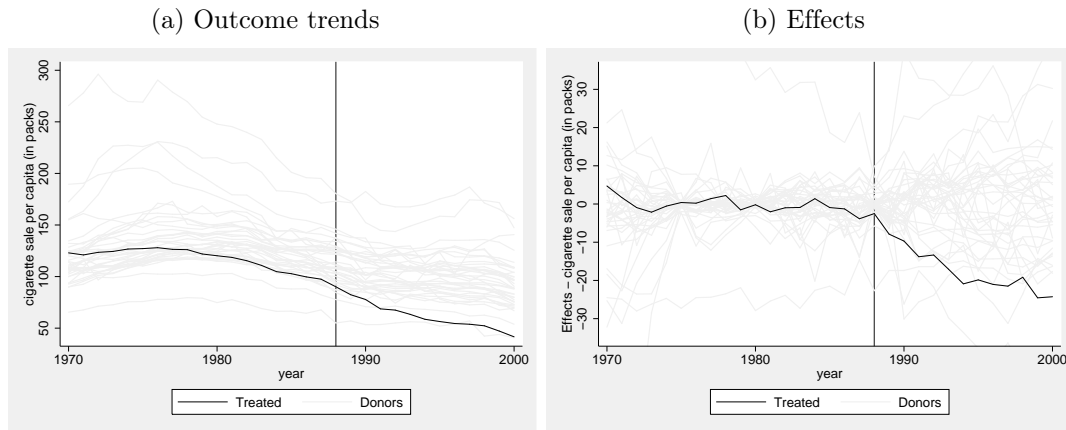 (a) Outcome trends
cigarette sale per capita (in packs)
300
250
200
150
100
50
1970
1980
1990
2000
year
Treated
Donors
(b) Effects
Effects – cigarette sale per capita (in packs)
30
20
10
0
−10
−20
−30
1970
1980
1990
2000
year
Treated
Donors